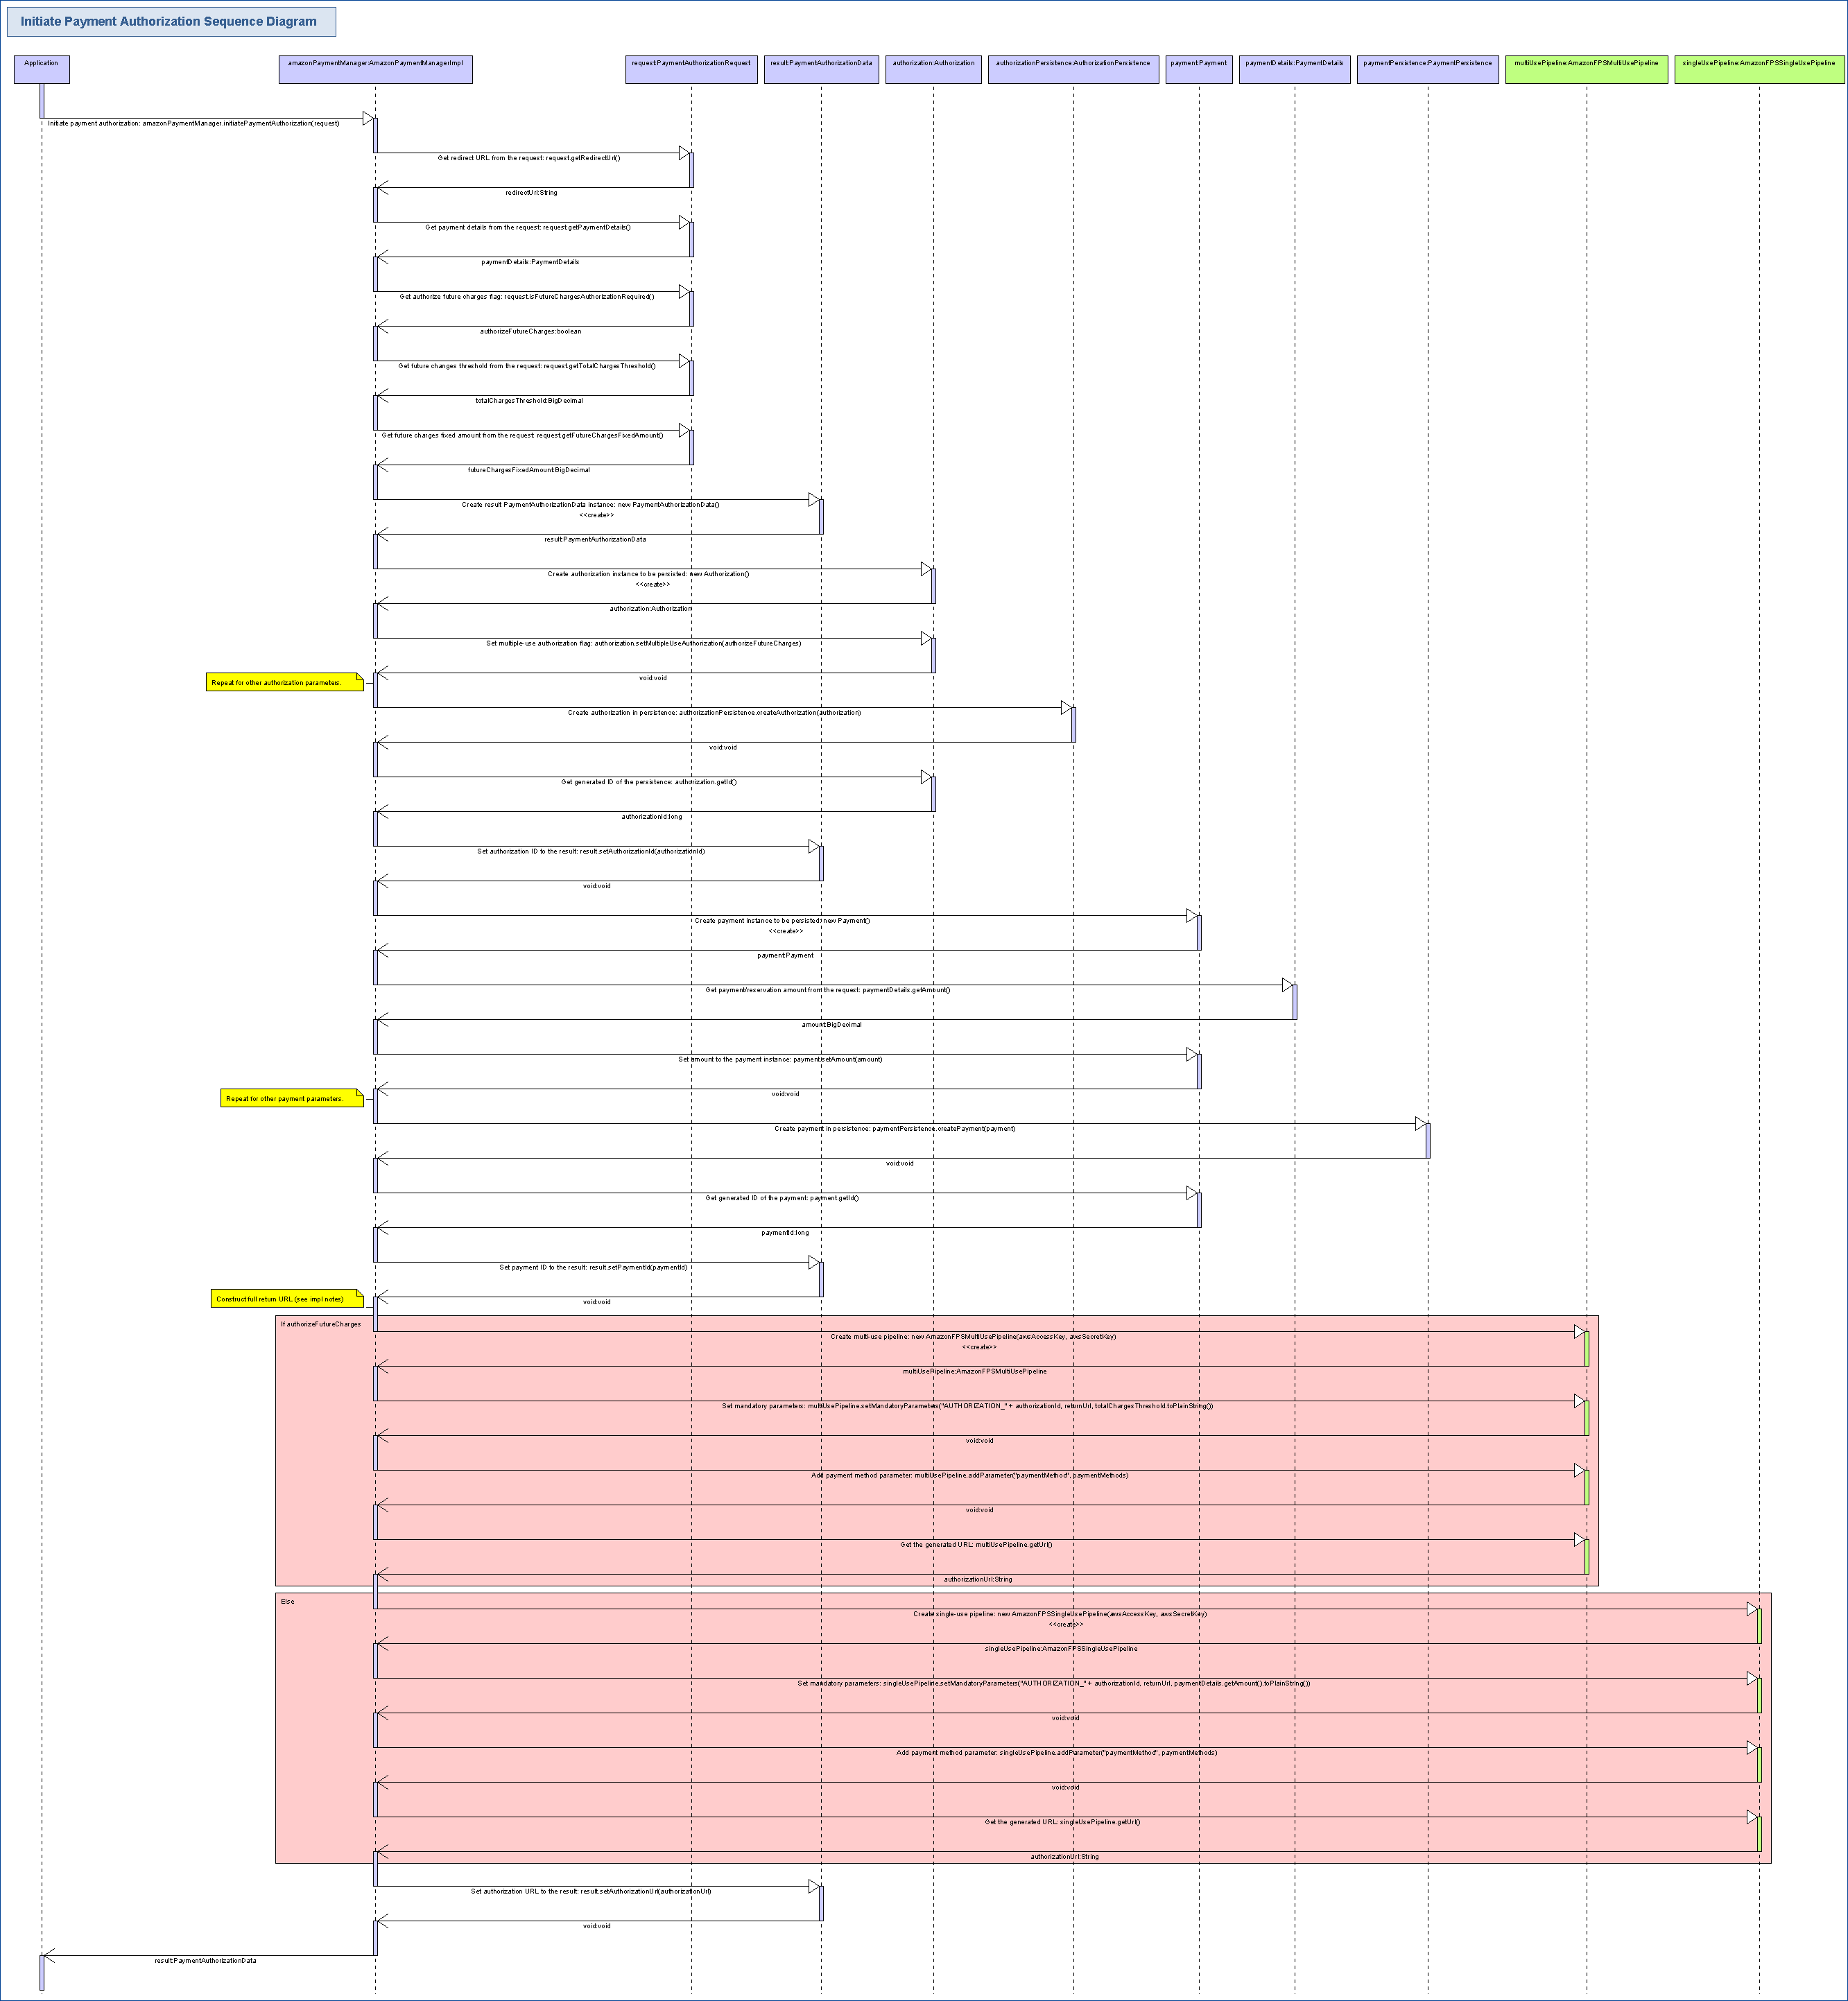 Initiate Payment Authorization Sequence Diagram
Application
amazonPaymentManager:AmazonPaymentManagerImpl
request:PaymentAuthorizationRequest
result:PaymentAuthorizationData
authorization:Authorization
authorizationPersistence:AuthorizationPersistence
payment:Payment
paymentDetails:PaymentDetails
paymentPersistence:PaymentPersistence
multiUsePipeline:AmazonFPSMultiUsePipeline
singleUsePipeline:AmazonFPSSingleUsePipeline
Initiate payment authorization: amazonPaymentManager.initiatePaymentAuthorization(request)
Get redirect URL from the request: request.getRedirectUrl()
redirectUrl:String
Get payment details from the request: request.getPaymentDetails()
paymentDetails:PaymentDetails
Get authorize future charges flag: request.isFutureChargesAuthorizationRequired()
authorizeFutureCharges:boolean
Get future changes threshold from the request: request.getTotalChargesThreshold()
totalChargesThreshold:BigDecimal
Get future charges fixed amount from the request: request.getFutureChargesFixedAmount()
futureChargesFixedAmount:BigDecimal
Create result PaymentAuthorizationData instance: new PaymentAuthorizationData()
<<create>>
result:PaymentAuthorizationData
Create authorization instance to be persisted: new Authorization()
<<create>>
authorization:Authorization
Set multiple-use authorization flag: authorization.setMultipleUseAuthorization(authorizeFutureCharges)
void:void
Repeat for other authorization parameters.
Create authorization in persistence: authorizationPersistence.createAuthorization(authorization)
void:void
Get generated ID of the persistence: authorization.getId()
authorizationId:long
Set authorization ID to the result: result.setAuthorizationId(authorizationId)
void:void
Create payment instance to be persisted: new Payment()
<<create>>
payment:Payment
Get payment/reservation amount from the request: paymentDetails.getAmount()
amount:BigDecimal
Set amount to the payment instance: payment.setAmount(amount)
void:void
Repeat for other payment parameters.
Create payment in persistence: paymentPersistence.createPayment(payment)
void:void
Get generated ID of the payment: payment.getId()
paymentId:long
Set payment ID to the result: result.setPaymentId(paymentId)
Construct full return URL (see impl notes)
void:void
If authorizeFutureCharges
Create multi-use pipeline: new AmazonFPSMultiUsePipeline(awsAccessKey, awsSecretKey)
<<create>>
multiUsePipeline:AmazonFPSMultiUsePipeline
Set mandatory parameters: multiUsePipeline.setMandatoryParameters("AUTHORIZATION_" + authorizationId, returnUrl, totalChargesThreshold.toPlainString())
void:void
Add payment method parameter: multiUsePipeline.addParameter("paymentMethod", paymentMethods)
void:void
Get the generated URL: multiUsePipeline.getUrl()
authorizationUrl:String
Else
Create single-use pipeline: new AmazonFPSSingleUsePipeline(awsAccessKey, awsSecretKey)
<<create>>
singleUsePipeline:AmazonFPSSingleUsePipeline
Set mandatory parameters: singleUsePipeline.setMandatoryParameters("AUTHORIZATION_" + authorizationId, returnUrl, paymentDetails.getAmount().toPlainString())
void:void
Add payment method parameter: singleUsePipeline.addParameter("paymentMethod", paymentMethods)
void:void
Get the generated URL: singleUsePipeline.getUrl()
authorizationUrl:String
Set authorization URL to the result: result.setAuthorizationUrl(authorizationUrl)
void:void
result:PaymentAuthorizationData